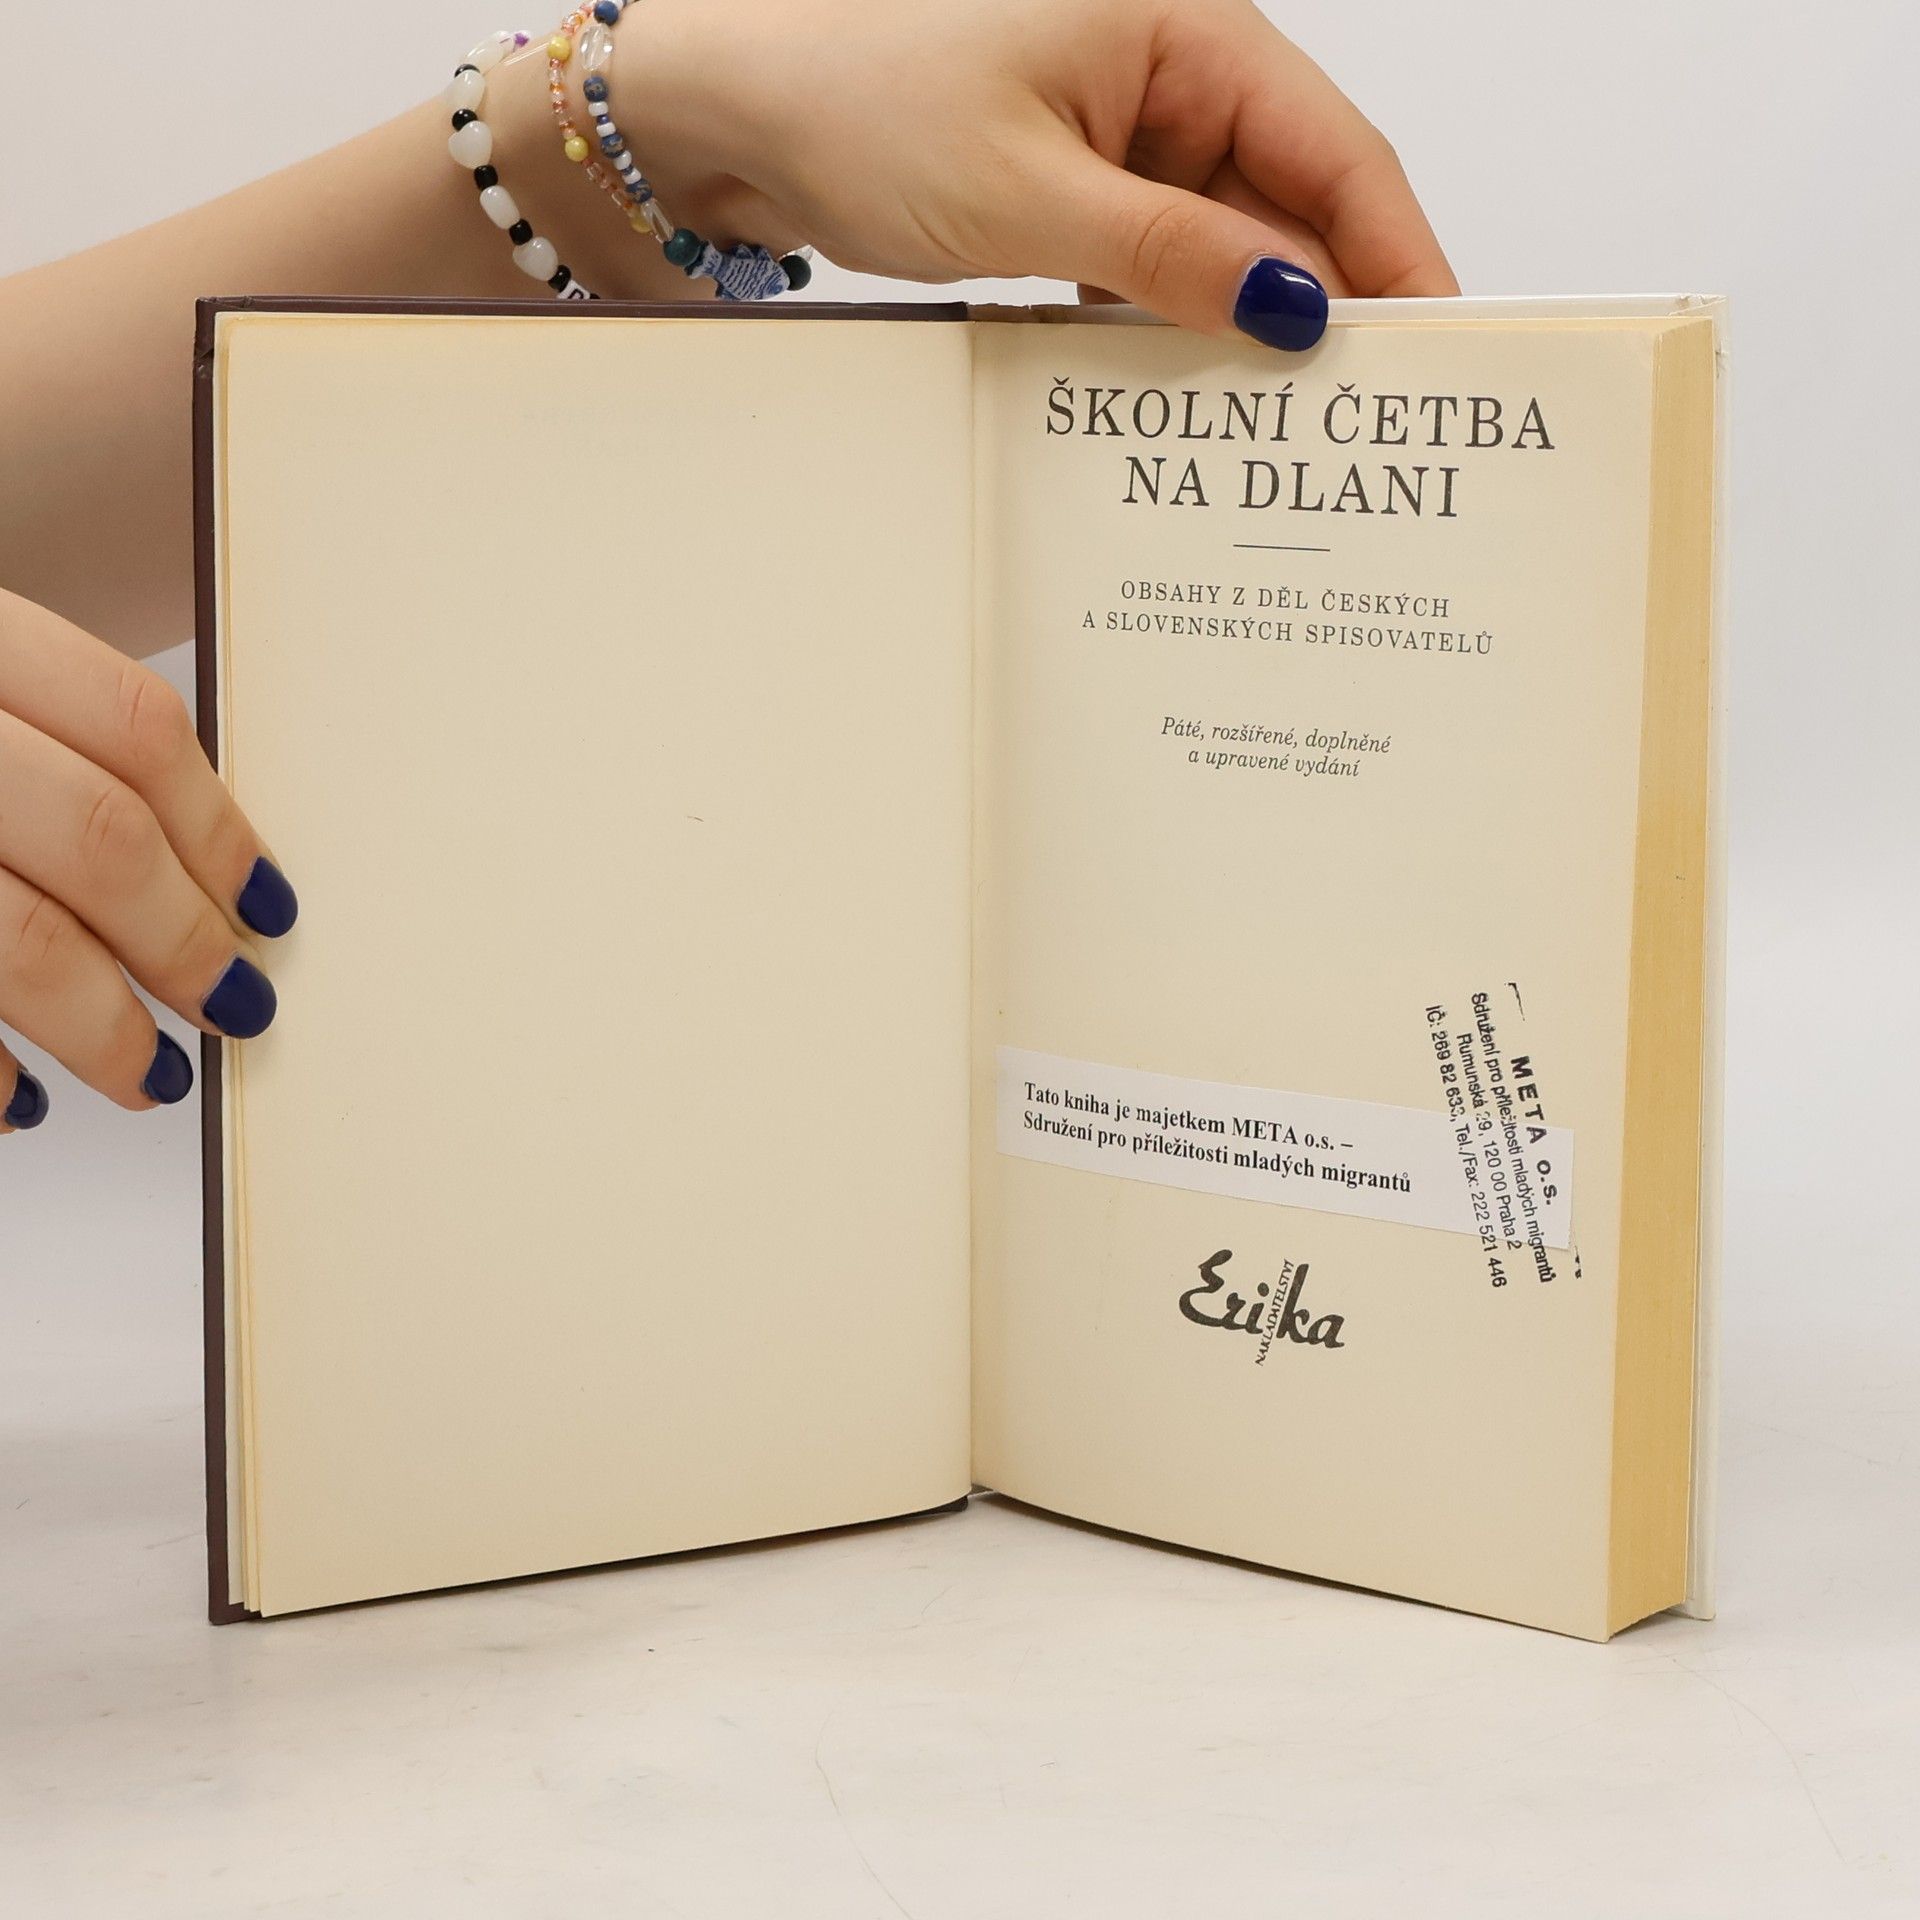 ŠKOLNÍ ČETBA
NA DLANI
OBSAHY Z DĚL ČESKÝCH
A SLOVENSKÝCH SPISOVATELŮ
Páté, rozšířené, doplněné
a upravené vydání
Tato kniha je majetkem META o.s. –
Sdružení pro příležitosti mladých migrantů
META o.s.
Sdružení pro příležitosti mladých migrantů
Rumunská 29, 120 00 Praha 2
IČ: 269 82 633, Tel./Fax: 222 521 446
Erika
NAKLADATELSTVÍ